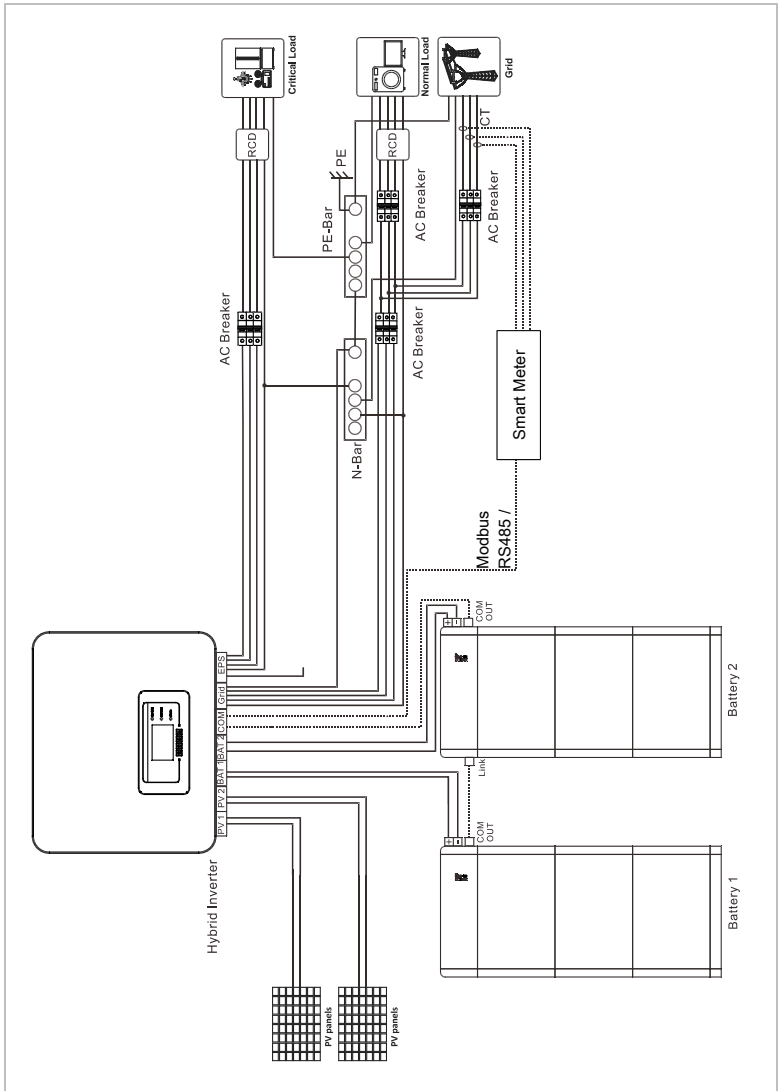 Hybrid Inverter
PV 1
PV 2
BAT 1
BAT 2
COM
Grid
EPS
AC Breaker
RCD
Critical Load
N-Bar
PE-Bar
PE
AC Breaker
AC Breaker
RCD
Normal Load
AC Breaker
CT
Grid
Smart Meter
Modbus
RS485 /
PV panels
PV panels
+
−
COM
OUT
Battery 1
Link
+
−
COM
OUT
Battery 2